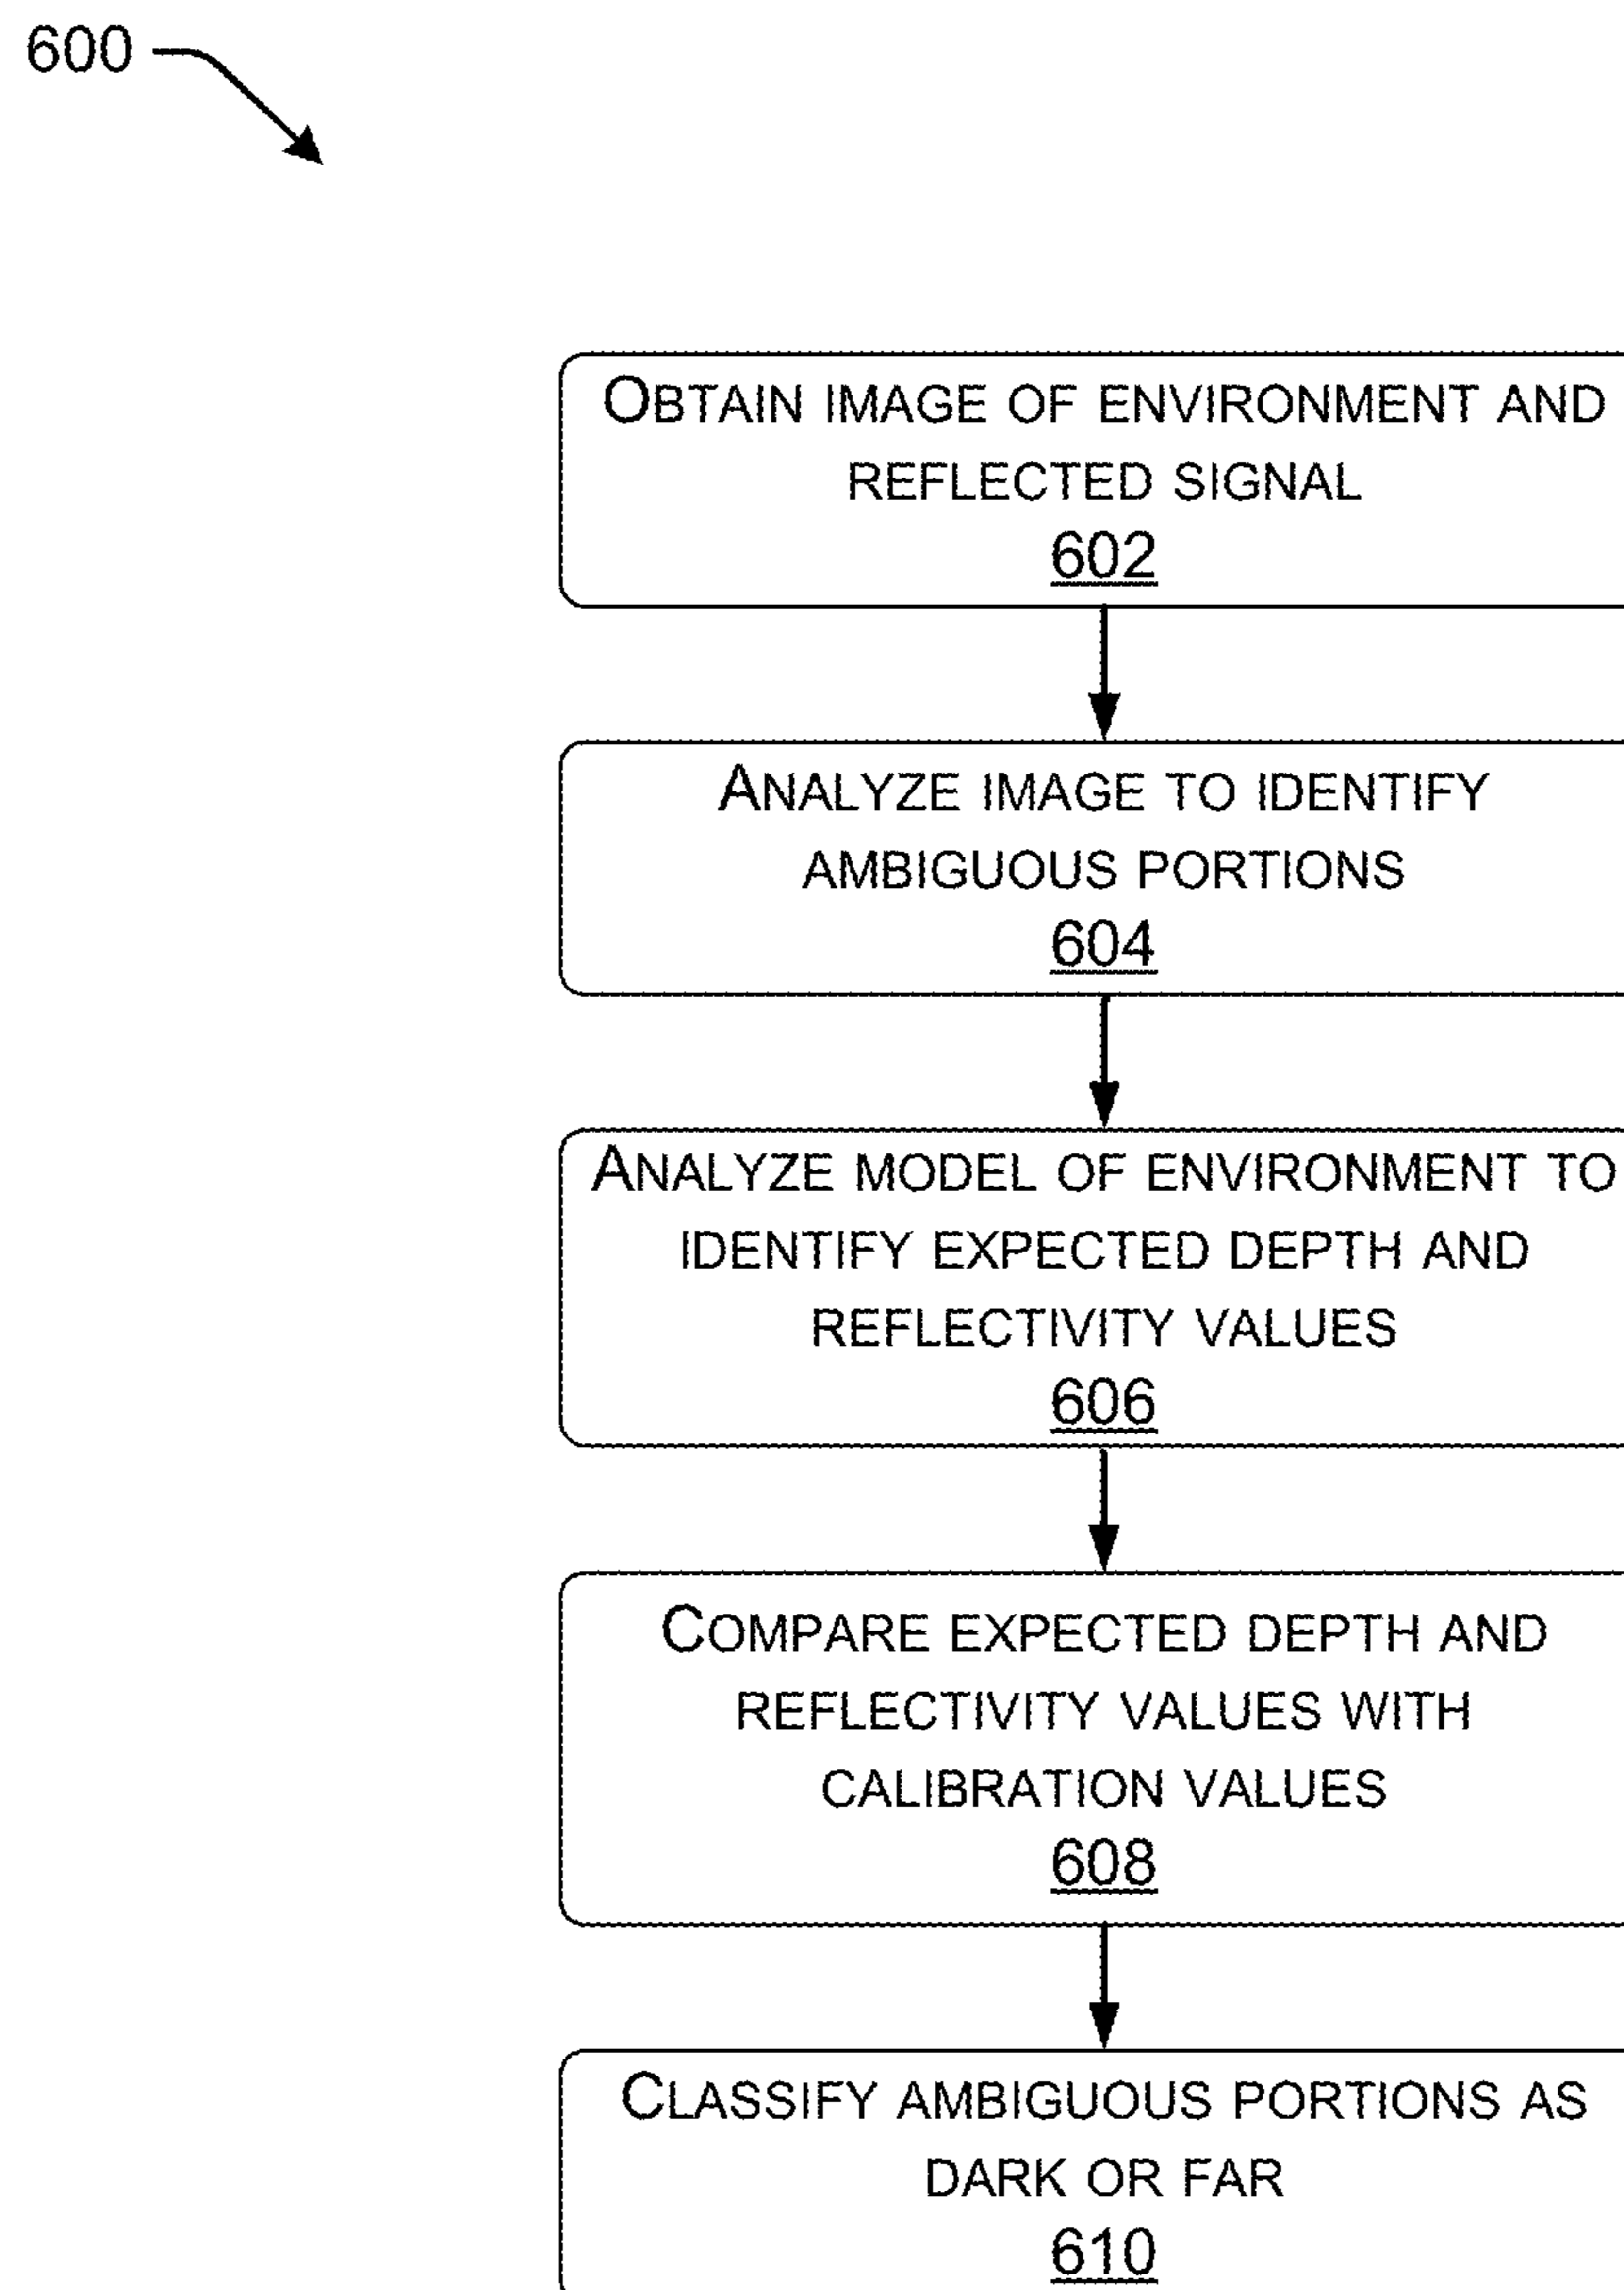 600
OBTAIN IMAGE OF ENVIRONMENT AND
REFLECTED SIGNAL
602
ANALYZE IMAGE TO IDENTIFY
AMBIGUOUS PORTIONS
604
ANALYZE MODEL OF ENVIRONMENT TO
IDENTIFY EXPECTED DEPTH AND
REFLECTIVITY VALUES
606
COMPARE EXPECTED DEPTH AND
REFLECTIVITY VALUES WITH
CALIBRATION VALUES
608
CLASSIFY AMBIGUOUS PORTIONS AS
DARK OR FAR
610